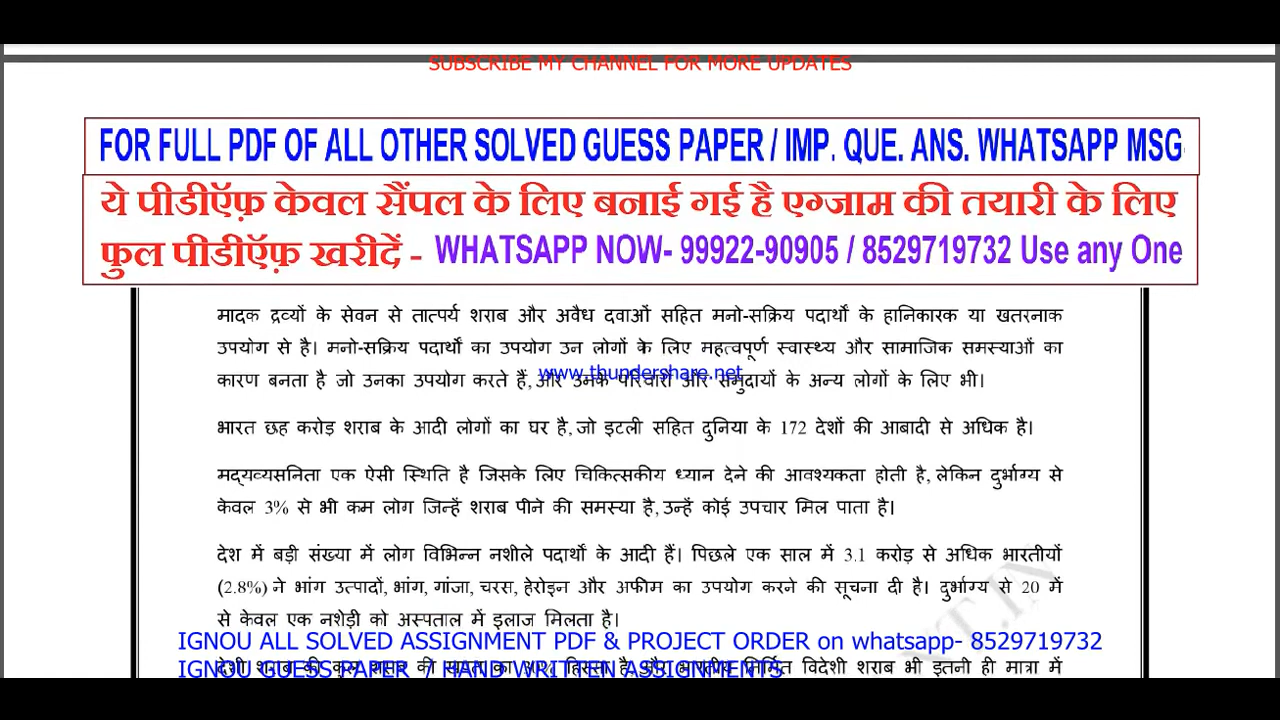 SUBSCRIBE MY CHANNEL FOR MORE UPDATES
FOR FULL PDF OF ALL OTHER SOLVED GUESS PAPER / IMP. QUE. ANS. WHATSAPP MSG
ये पीडीऍफ़ केवल सैंपल के लिए बनाई गई है एग्जाम की तयारी के लिए
फुल पीडीऍफ़ खरीदें - WHATSAPP NOW- 99922-90905 / 8529719732 Use any One
मादक द्रव्यों के सेवन से तात्पर्य शराब और अवैध दवाओं सहित मनो-सक्रिय पदार्थों के हानिकारक या खतरनाक
उपयोग से है। मनो-सक्रिय पदार्थों का उपयोग उन लोगों के लिए महत्वपूर्ण स्वास्थ्य और सामाजिक समस्याओं का
www.thundershare.net
कारण बनता है जो उनका उपयोग करते हैं, और उनके परिवारों और समुदायों के अन्य लोगों के लिए भी।
भारत छह करोड़ शराब के आदी लोगों का घर है, जो इटली सहित दुनिया के 172 देशों की आबादी से अधिक है।
मद्यव्यसनिता एक ऐसी स्थिति है जिसके लिए चिकित्सकीय ध्यान देने की आवश्यकता होती है, लेकिन दुर्भाग्य से
केवल 3% से भी कम लोग जिन्हें शराब पीने की समस्या है, उन्हें कोई उपचार मिल पाता है।
देश में बड़ी संख्या में लोग विभिन्न नशीले पदार्थों के आदी हैं। पिछले एक साल में 3.1 करोड़ से अधिक भारतीयों
(2.8%) ने भांग उत्पादों, भांग, गांजा, चरस, हेरोइन और अफीम का उपयोग करने की सूचना दी है। दुर्भाग्य से 20 में
से केवल एक नशेड़ी को अस्पताल में इलाज मिलता है।
IGNOU ALL SOLVED ASSIGNMENT PDF & PROJECT ORDER on whatsapp- 8529719732
देशी शराब की कुल की खपत का 30% हिस्सा है, और भारतीय निर्मित विदेशी शराब भी इतनी ही मात्रा में
IGNOU GUESS PAPER / HAND WRITTEN ASSIGNMENTS